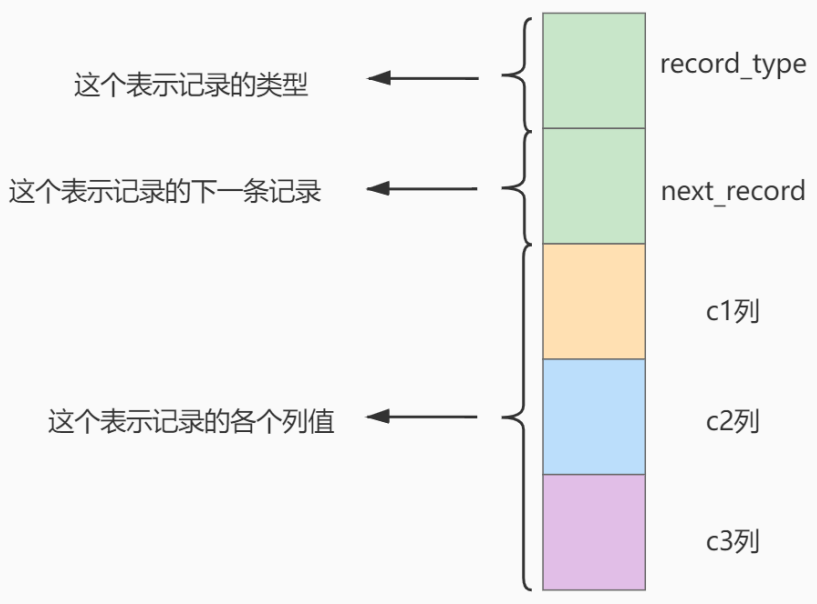 这个表示记录的类型
record_type
这个表示记录的下一条记录
next_record
c1列
这个表示记录的各个列值
c2列
c3列